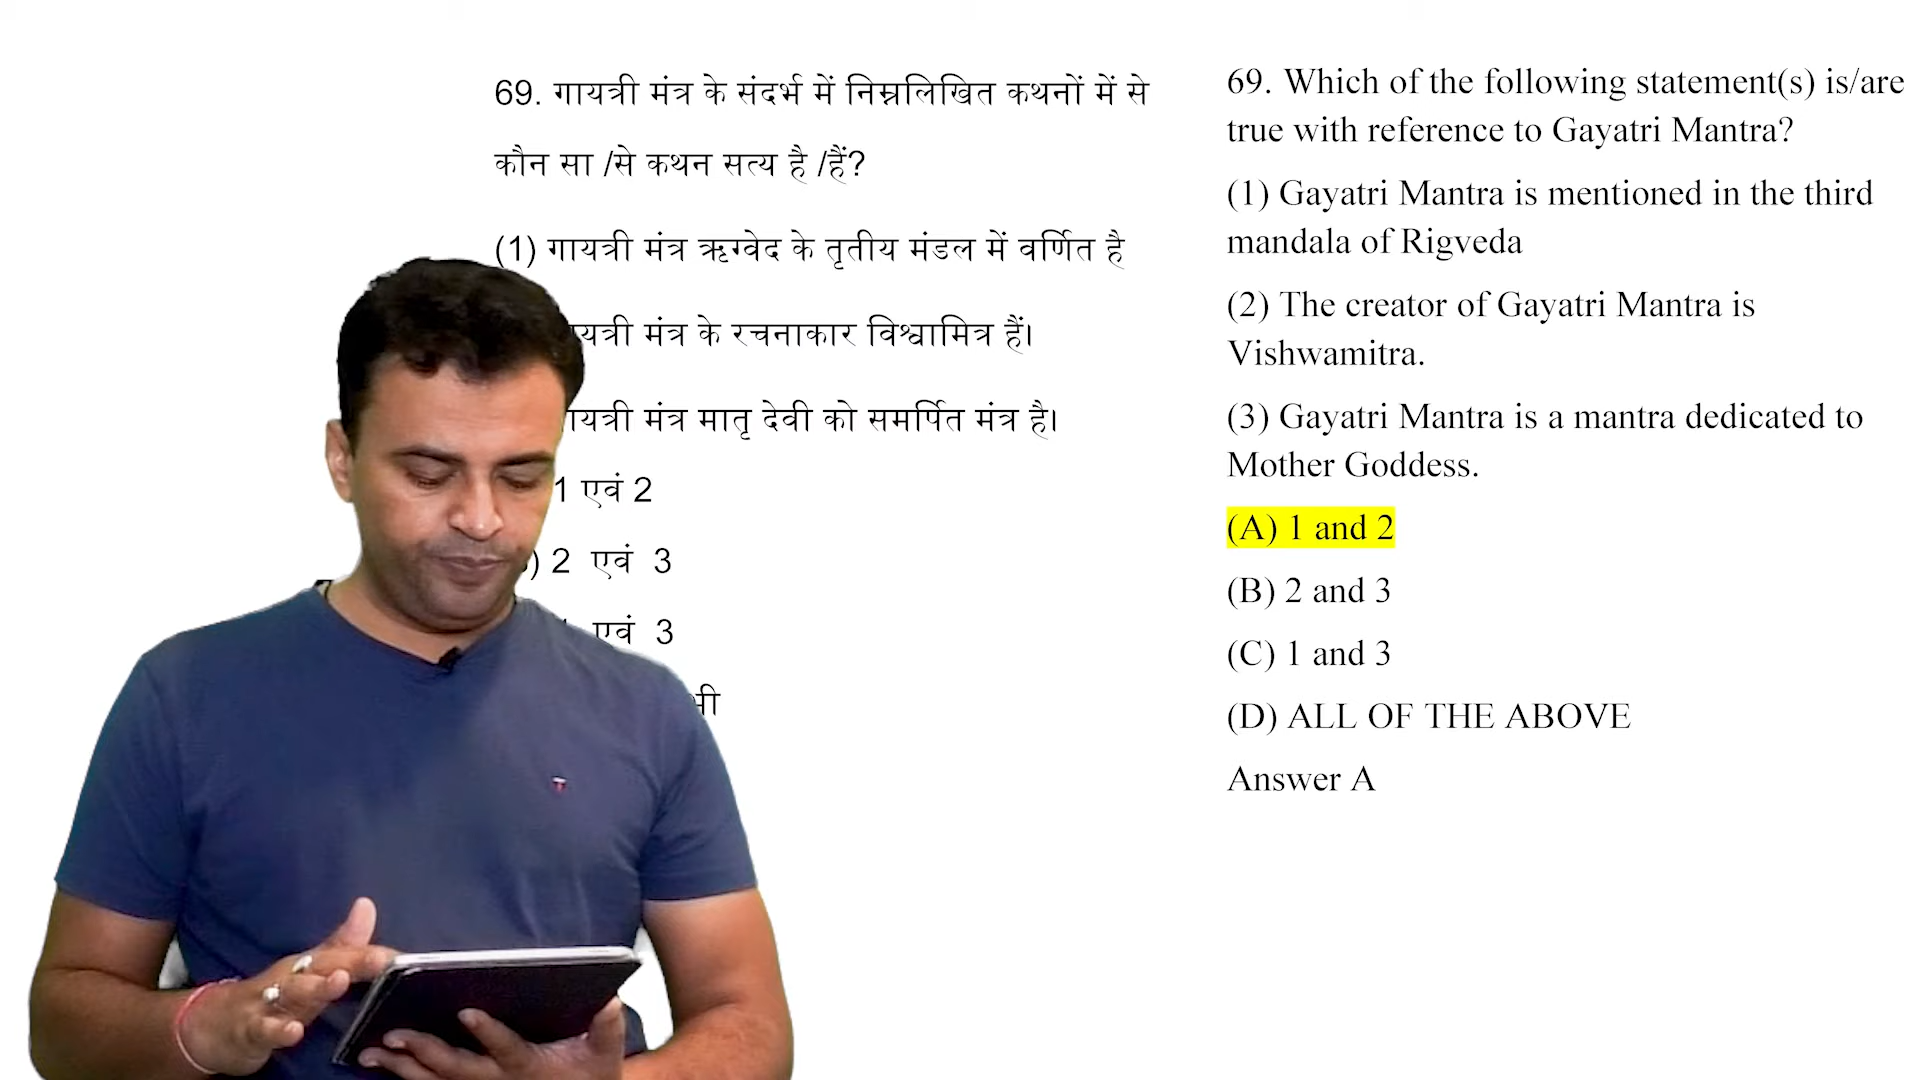 69. गायत्री मंत्र के संदर्भ में निम्नलिखित कथनों में से
कौन सा /से कथन सत्य है /हैं?
(1) गायत्री मंत्र ऋग्वेद के तृतीय मंडल में वर्णित है
मंत्र के रचनाकार विश्वामित्र हैं।
मंत्र मातृ देवी को समर्पित मंत्र है।
1 एवं 2
) 2 एवं 3
एवं 3
69. Which of the following statement(s) is/are
true with reference to Gayatri Mantra?
(1) Gayatri Mantra is mentioned in the third
mandala of Rigveda
(2) The creator of Gayatri Mantra is
Vishwamitra.
(3) Gayatri Mantra is a mantra dedicated to
Mother Goddess.
(A) 1 and 2
(B) 2 and 3
(C) 1 and 3
(D) ALL OF THE ABOVE
Answer A